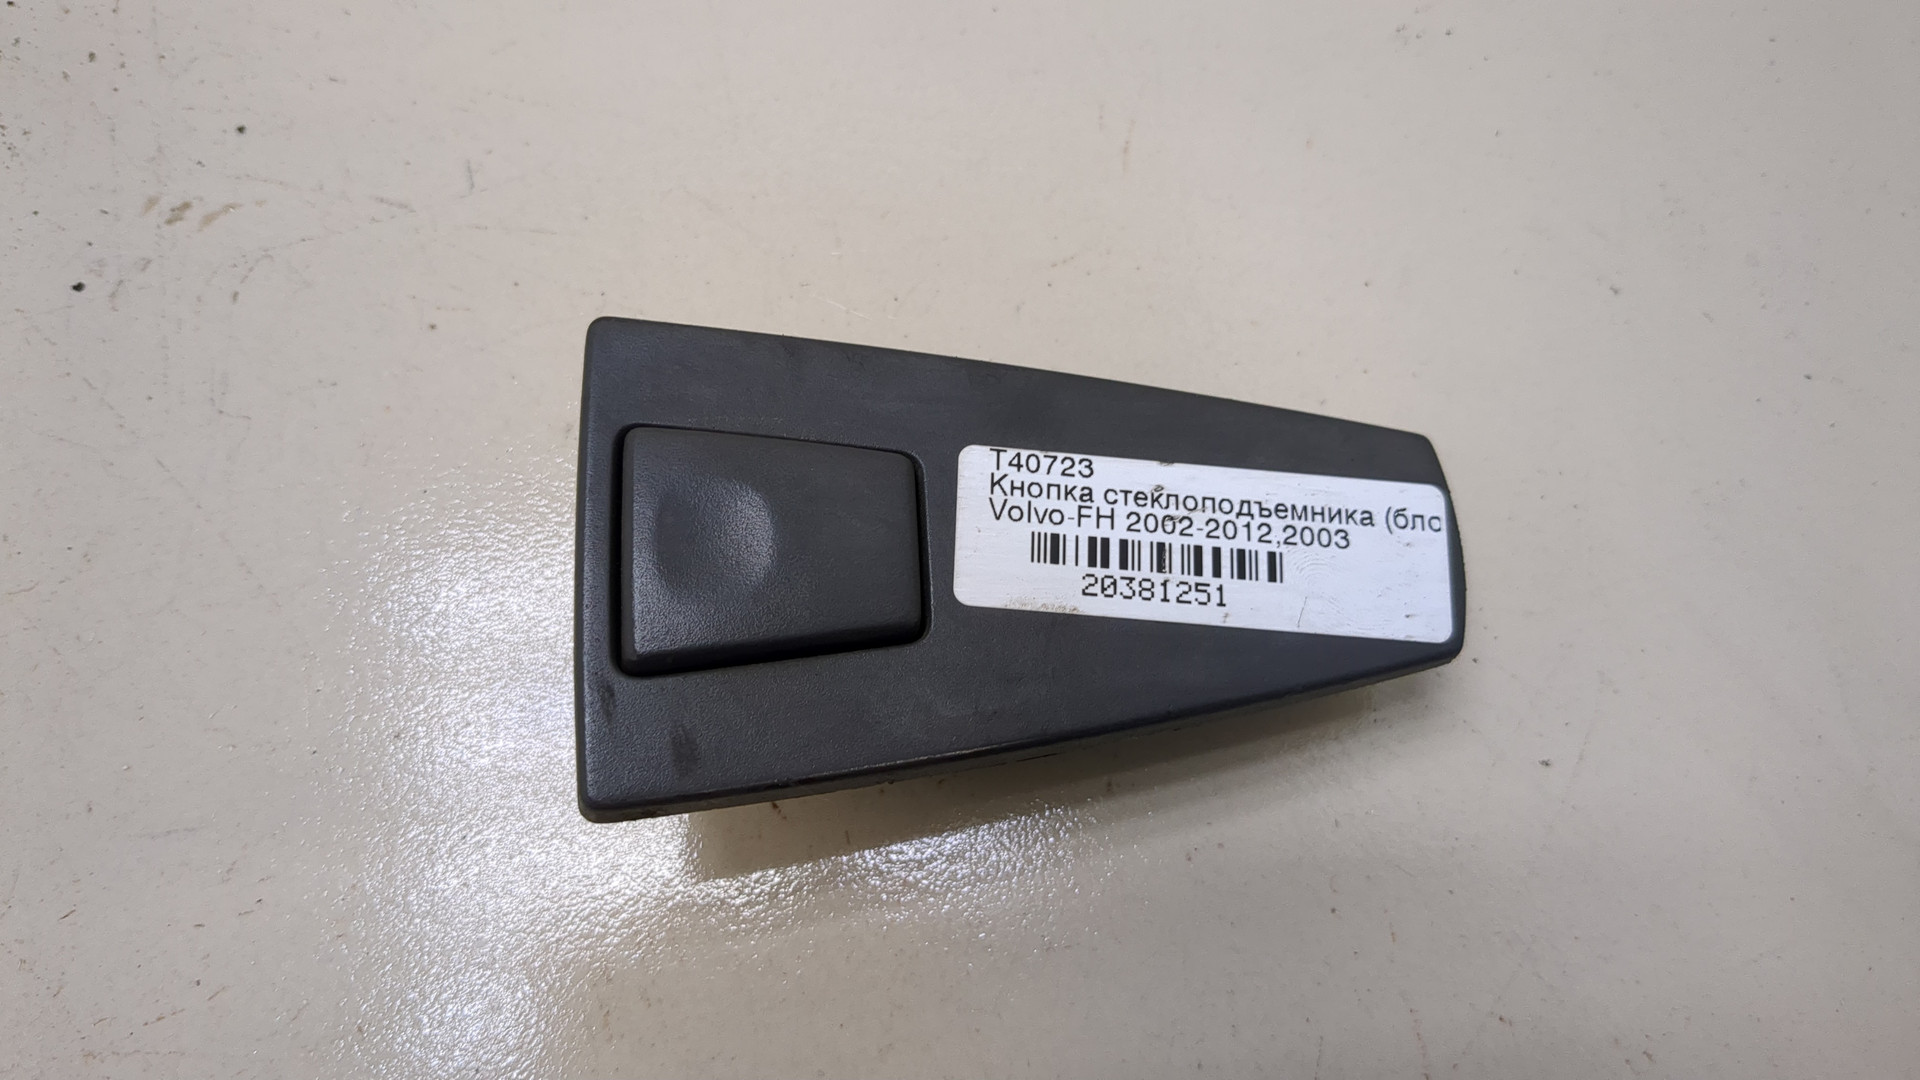 T40723
Кнопка стеклоподъемника (бло
Volvo-FH 2002-2012,2003
20381251